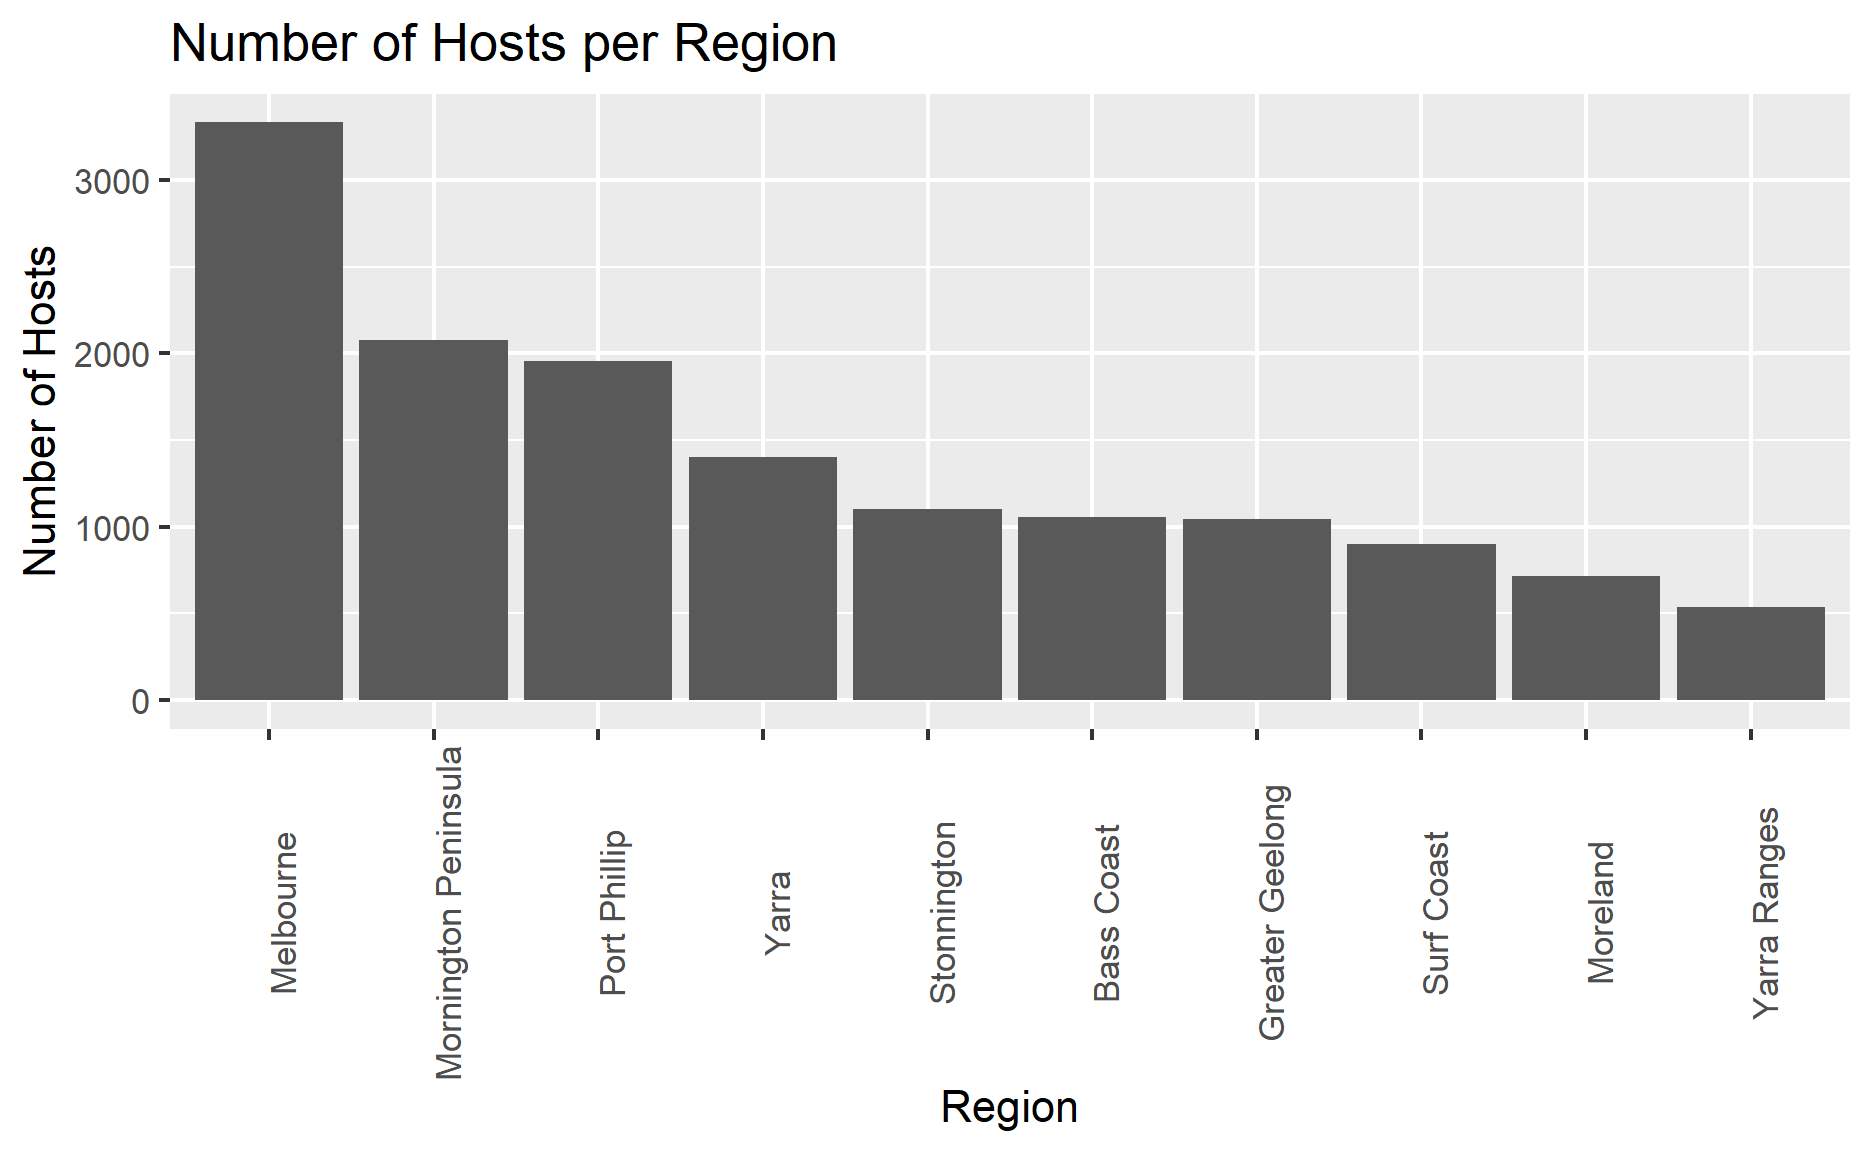 Number of Hosts per Region
Number of Hosts
3000
2000
1000
0
Melbourne
Mornington Peninsula
Port Phillip
Yarra
Stonnington
Bass Coast
Greater Geelong
Surf Coast
Moreland
Yarra Ranges
Region